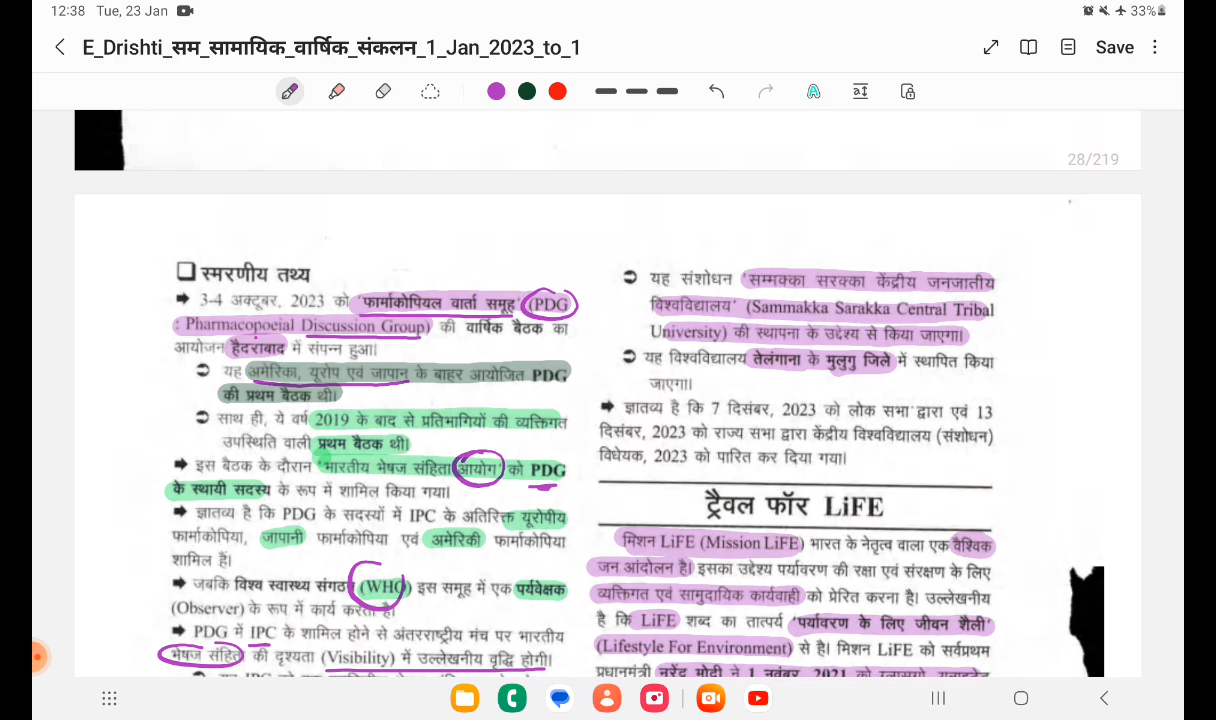 12:38 Tue, 23 Jan
33%
E_Drishti_सम_सामायिक_वार्षिक_संकलन_1_Jan_2023_to_1
Save
28/219
स्मरणीय तथ्य
3-4 अक्टूबर, 2023 को 'फार्माकोपियल वार्ता समूह' (PDG
: Pharmacopoeial Discussion Group) की वार्षिक बैठक का
आयोजन हैदराबाद में संपन्न हुआ।
यह अमेरिका, यूरोप एवं जापान के बाहर आयोजित PDG
की प्रथम बैठक थी।
साथ ही, ये वर्ष 2019 के बाद से प्रतिभागियों की व्यक्तिगत
उपस्थिति वाली प्रथम बैठक थी।
इस बैठक के दौरान 'भारतीय भेषज संहिता आयोग' को PDG
के स्थायी सदस्य के रूप में शामिल किया गया।
ज्ञातव्य है कि PDG के सदस्यों में IPC के अतिरिक्त यूरोपीय
फार्माकोपिया, जापानी फार्माकोपिया एवं अमेरिकी फार्माकोपिया
शामिल हैं।
जबकि विश्व स्वास्थ्य संगठन (WHO) इस समूह में एक पर्यवेक्षक
(Observer) के रूप में कार्य करता है।
PDG में IPC के शामिल होने से अंतरराष्ट्रीय मंच पर भारतीय
भेषज संहिता की दृश्यता (Visibility) में उल्लेखनीय वृद्धि होगी।
यह संशोधन 'सम्मक्का सरक्का केंद्रीय जनजातीय
विश्वविद्यालय' (Sammakka Sarakka Central Tribal
University) की स्थापना के उद्देश्य से किया जाएगा।
यह विश्वविद्यालय तेलंगाना के मुलुगु जिले में स्थापित किया
जाएगा।
ज्ञातव्य है कि 7 दिसंबर, 2023 को लोक सभा द्वारा एवं 13
दिसंबर, 2023 को राज्य सभा द्वारा केंद्रीय विश्वविद्यालय (संशोधन)
विधेयक, 2023 को पारित कर दिया गया।
ट्रैवल फॉर LiFE
मिशन LiFE (Mission LiFE) भारत के नेतृत्व वाला एक वैश्विक
जन आंदोलन है। इसका उद्देश्य पर्यावरण की रक्षा एवं संरक्षण के लिए
व्यक्तिगत एवं सामुदायिक कार्यवाही को प्रेरित करना है। उल्लेखनीय
है कि LiFE शब्द का तात्पर्य 'पर्यावरण के लिए जीवन शैली'
(Lifestyle For Environment) से है। मिशन LiFE को सर्वप्रथम
प्रधानमंत्री नरेंद्र मोदी ने 1 नवंबर, 2021 को ग्लासगो,